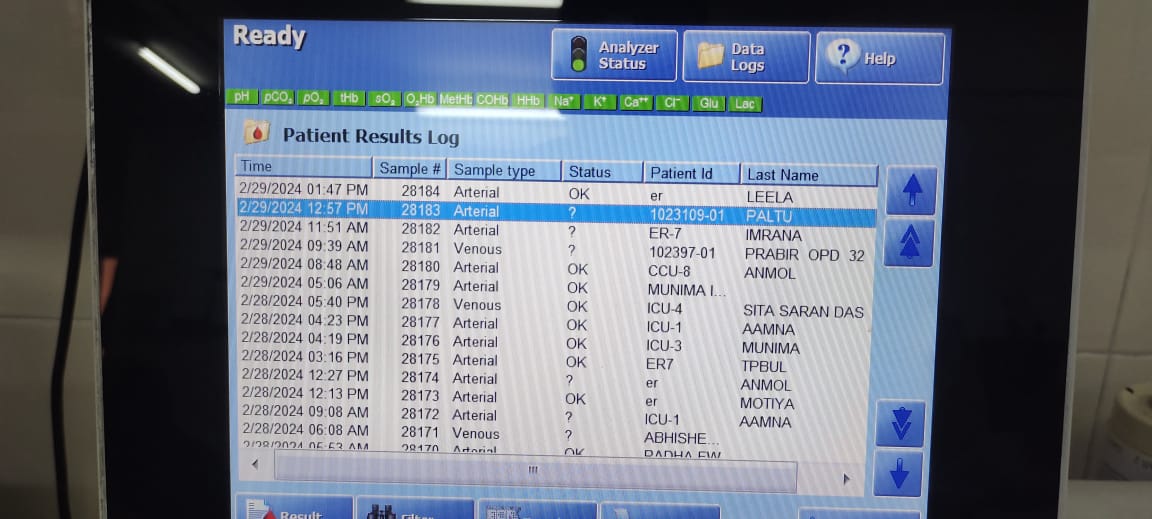 Ready
Analyzer Status
Data Logs
Help
pH pCO₂ pO₂ tHb sO₂ O₂Hb MetHb COHb HHb Na⁺ K⁺ Ca⁺⁺ Cl⁻ Glu Lac
Patient Results Log
Time Sample # Sample type Status Patient Id Last Name
2/29/2024 01:47 PM 28184 Arterial OK er LEELA
2/29/2024 12:57 PM 28183 Arterial ? 1023109-01 PALTU
2/29/2024 11:51 AM 28182 Arterial ? ER-7 IMRANA
2/29/2024 09:39 AM 28181 Venous ? 102397-01 PRABIR OPD 32
2/29/2024 08:48 AM 28180 Arterial OK CCU-8 ANMOL
2/29/2024 05:06 AM 28179 Arterial OK MUNIMA I...
2/28/2024 05:40 PM 28178 Venous OK ICU-4 SITA SARAN DAS
2/28/2024 04:23 PM 28177 Arterial OK ICU-1 AAMNA
2/28/2024 04:19 PM 28176 Arterial OK ICU-3 MUNIMA
2/28/2024 03:16 PM 28175 Arterial OK ER7 TPBUL
2/28/2024 12:27 PM 28174 Arterial ? er ANMOL
2/28/2024 12:13 PM 28173 Arterial OK er MOTIYA
2/28/2024 09:08 AM 28172 Arterial ? ICU-1 AAMNA
2/28/2024 06:08 AM 28171 Venous ? ABHISHE...
28170 Arterial OK
Result